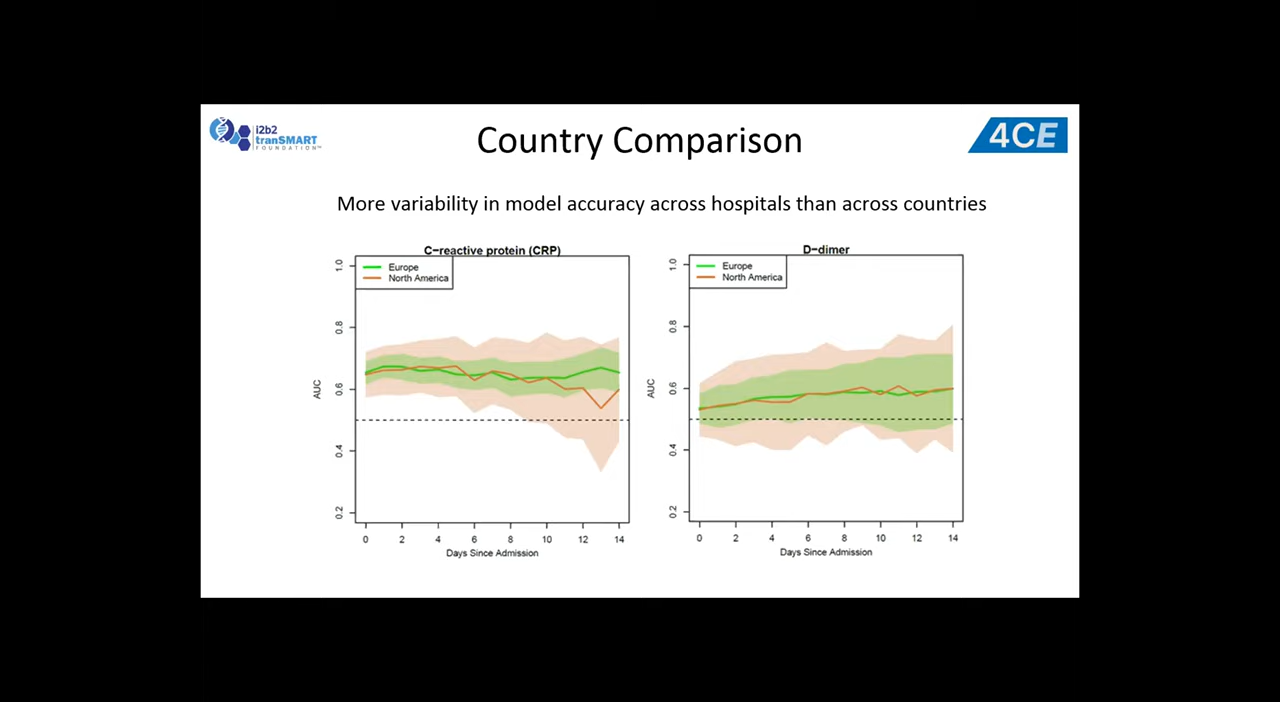 i2b2
tranSMART
FOUNDATION™
Country Comparison
4CE
More variability in model accuracy across hospitals than across countries
C−reactive protein (CRP)
Europe
North America
1.0
0.8
0.6
0.4
0.2
AUC
0 2 4 6 8 10 12 14
Days Since Admission
D−dimer
Europe
North America
1.0
0.8
0.6
0.4
0.2
AUC
0 2 4 6 8 10 12 14
Days Since Admission